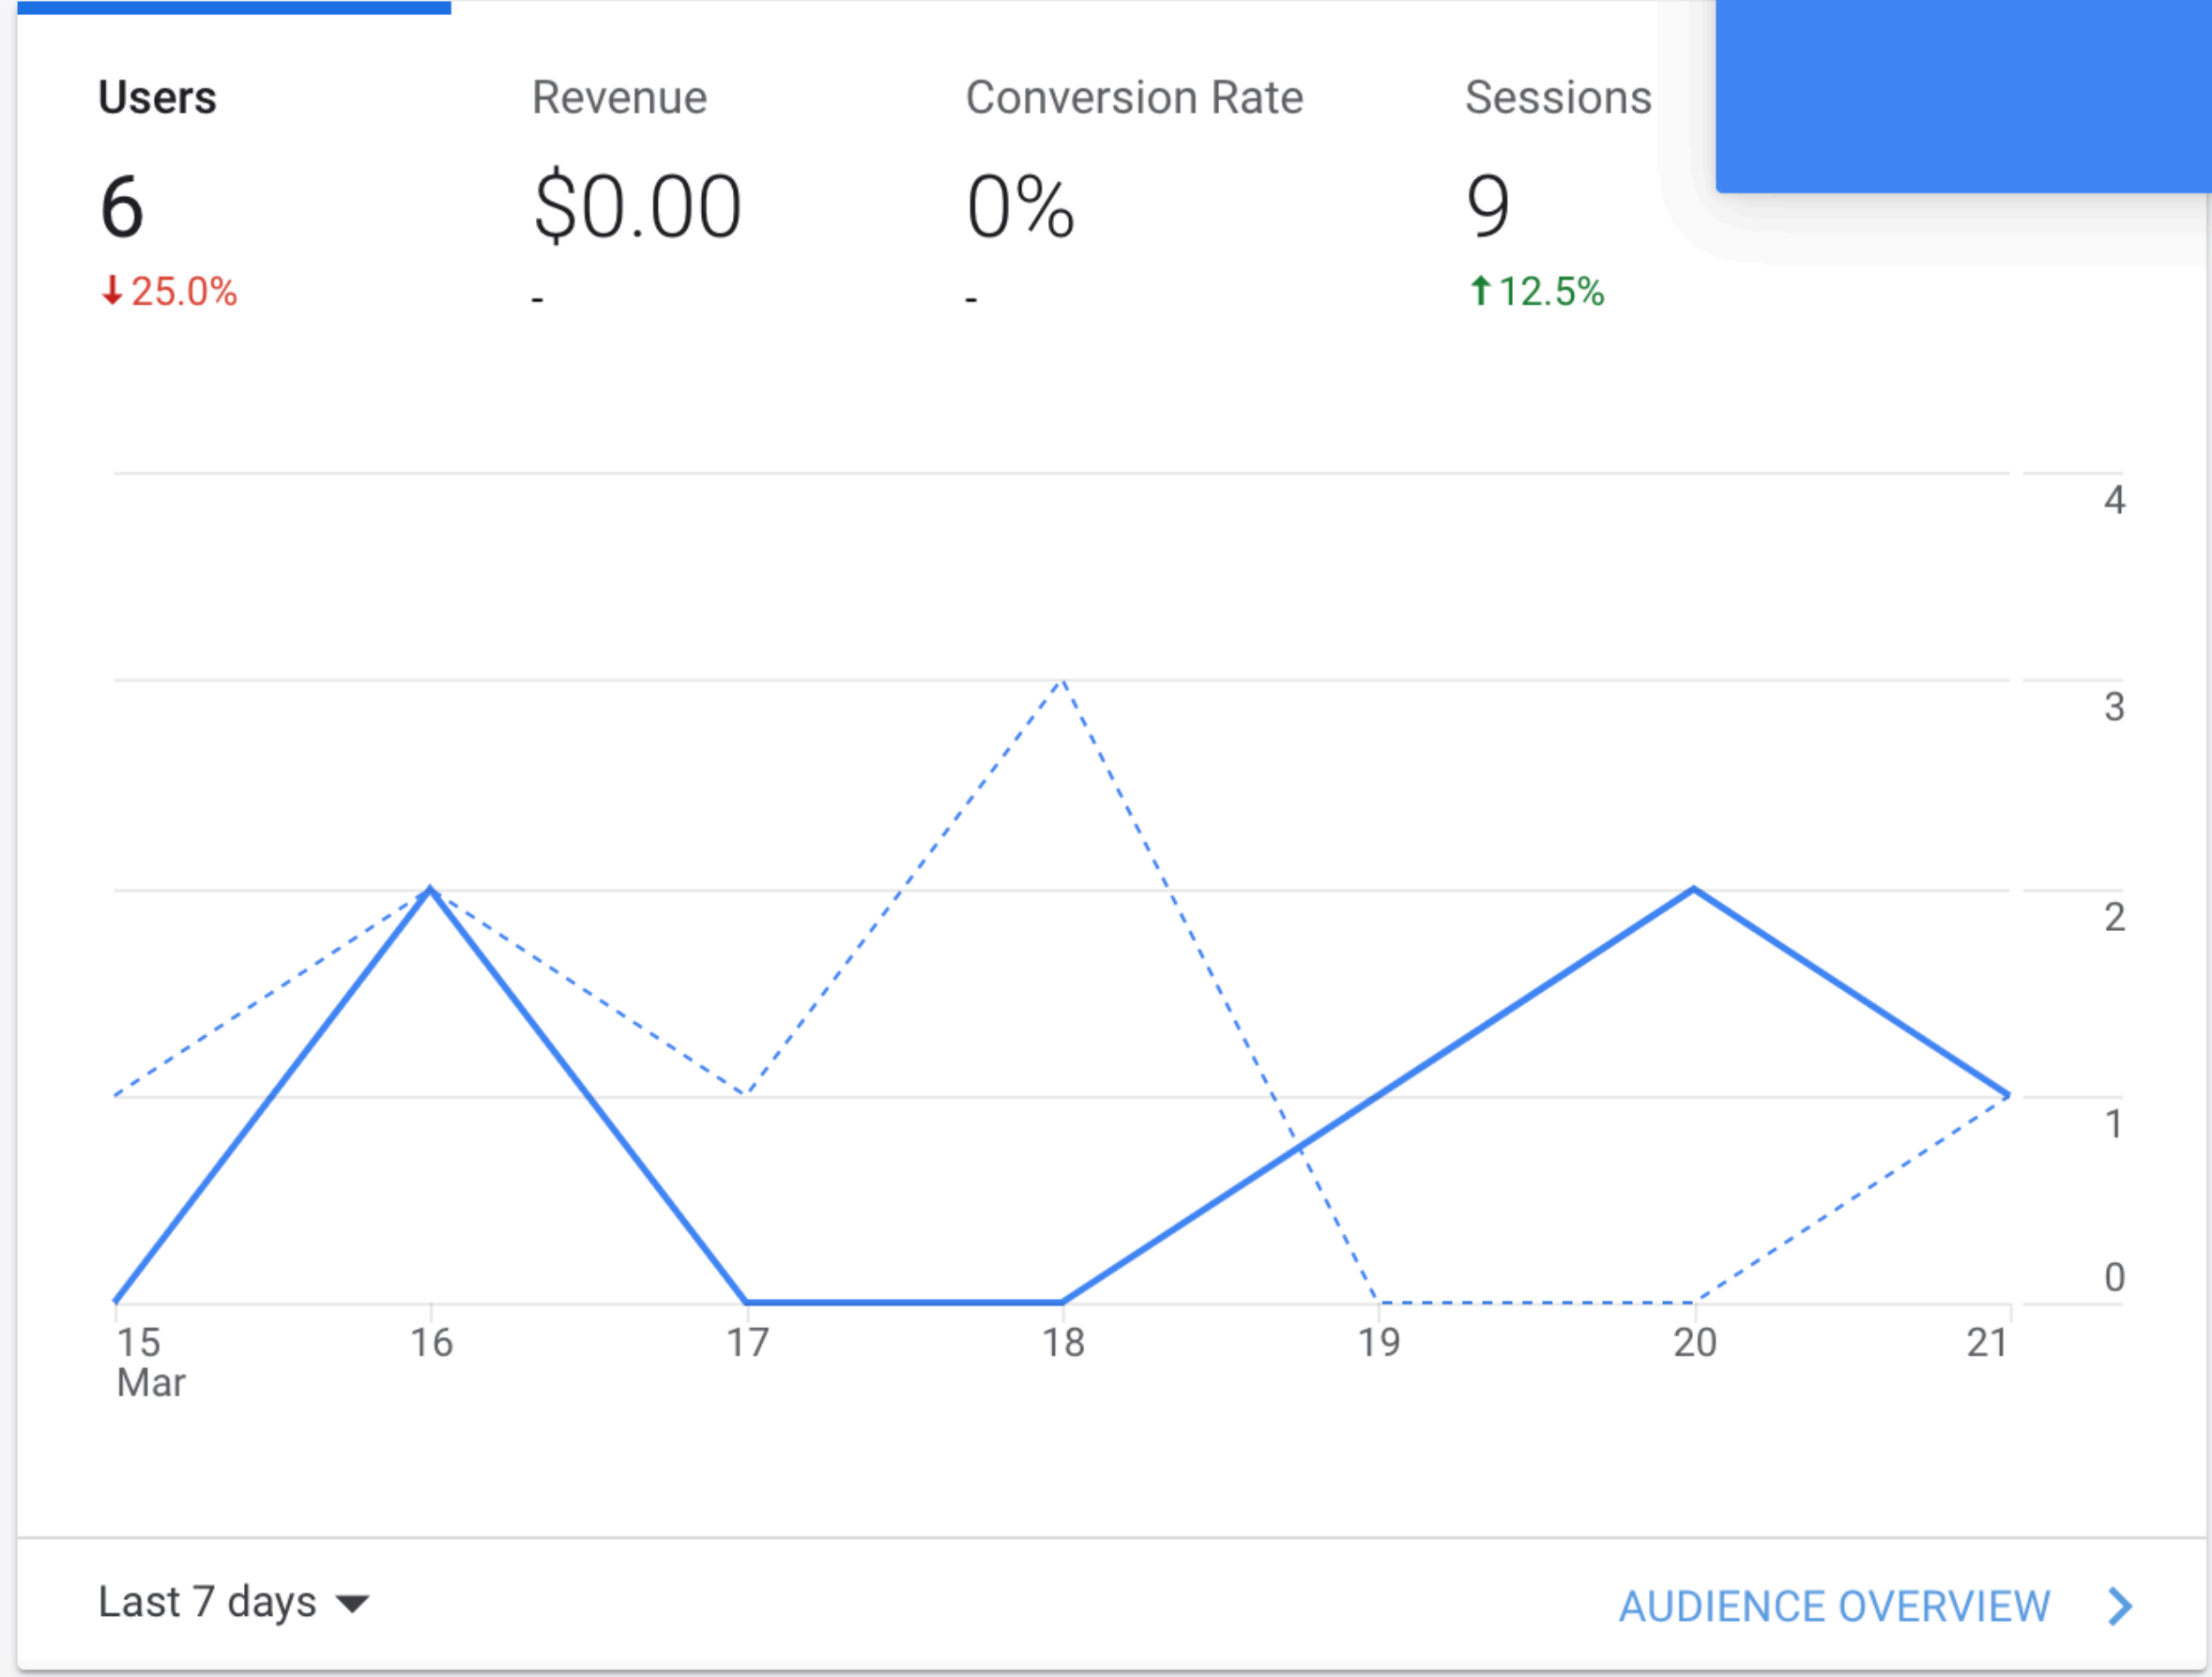 Users
Revenue
Conversion Rate
Sessions
6
$0.00
0%
9
↓25.0%
-
-
↑12.5%
4
3
2
1
0
15 16 17 18 19 20 21
Mar
Last 7 days
AUDIENCE OVERVIEW